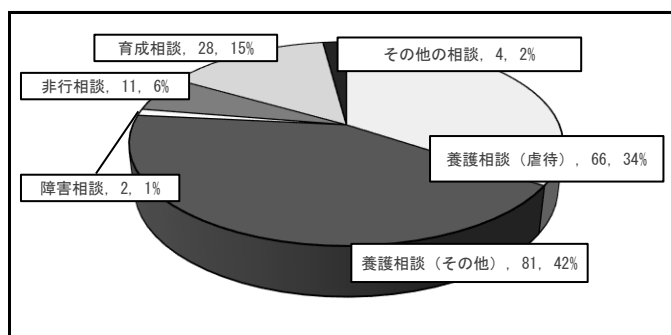 育成相談, 28, 15%
その他の相談, 4, 2%
非行相談, 11, 6%
養護相談（虐待）, 66, 34%
障害相談, 2, 1%
養護相談（その他）, 81, 42%